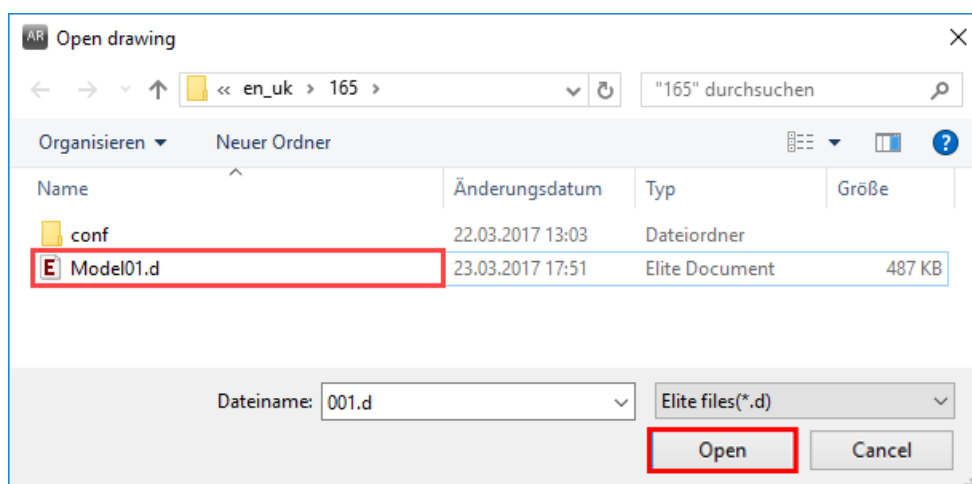 AR Open drawing
« en_uk > 165 > "165" durchsuchen
Organisieren Neuer Ordner ?
Name Änderungsdatum Typ Größe
conf 22.03.2017 13:03 Dateiordner
E Model01.d 23.03.2017 17:51 Elite Document 487 KB
Dateiname: 001.d Elite files(*.d)
Open Cancel